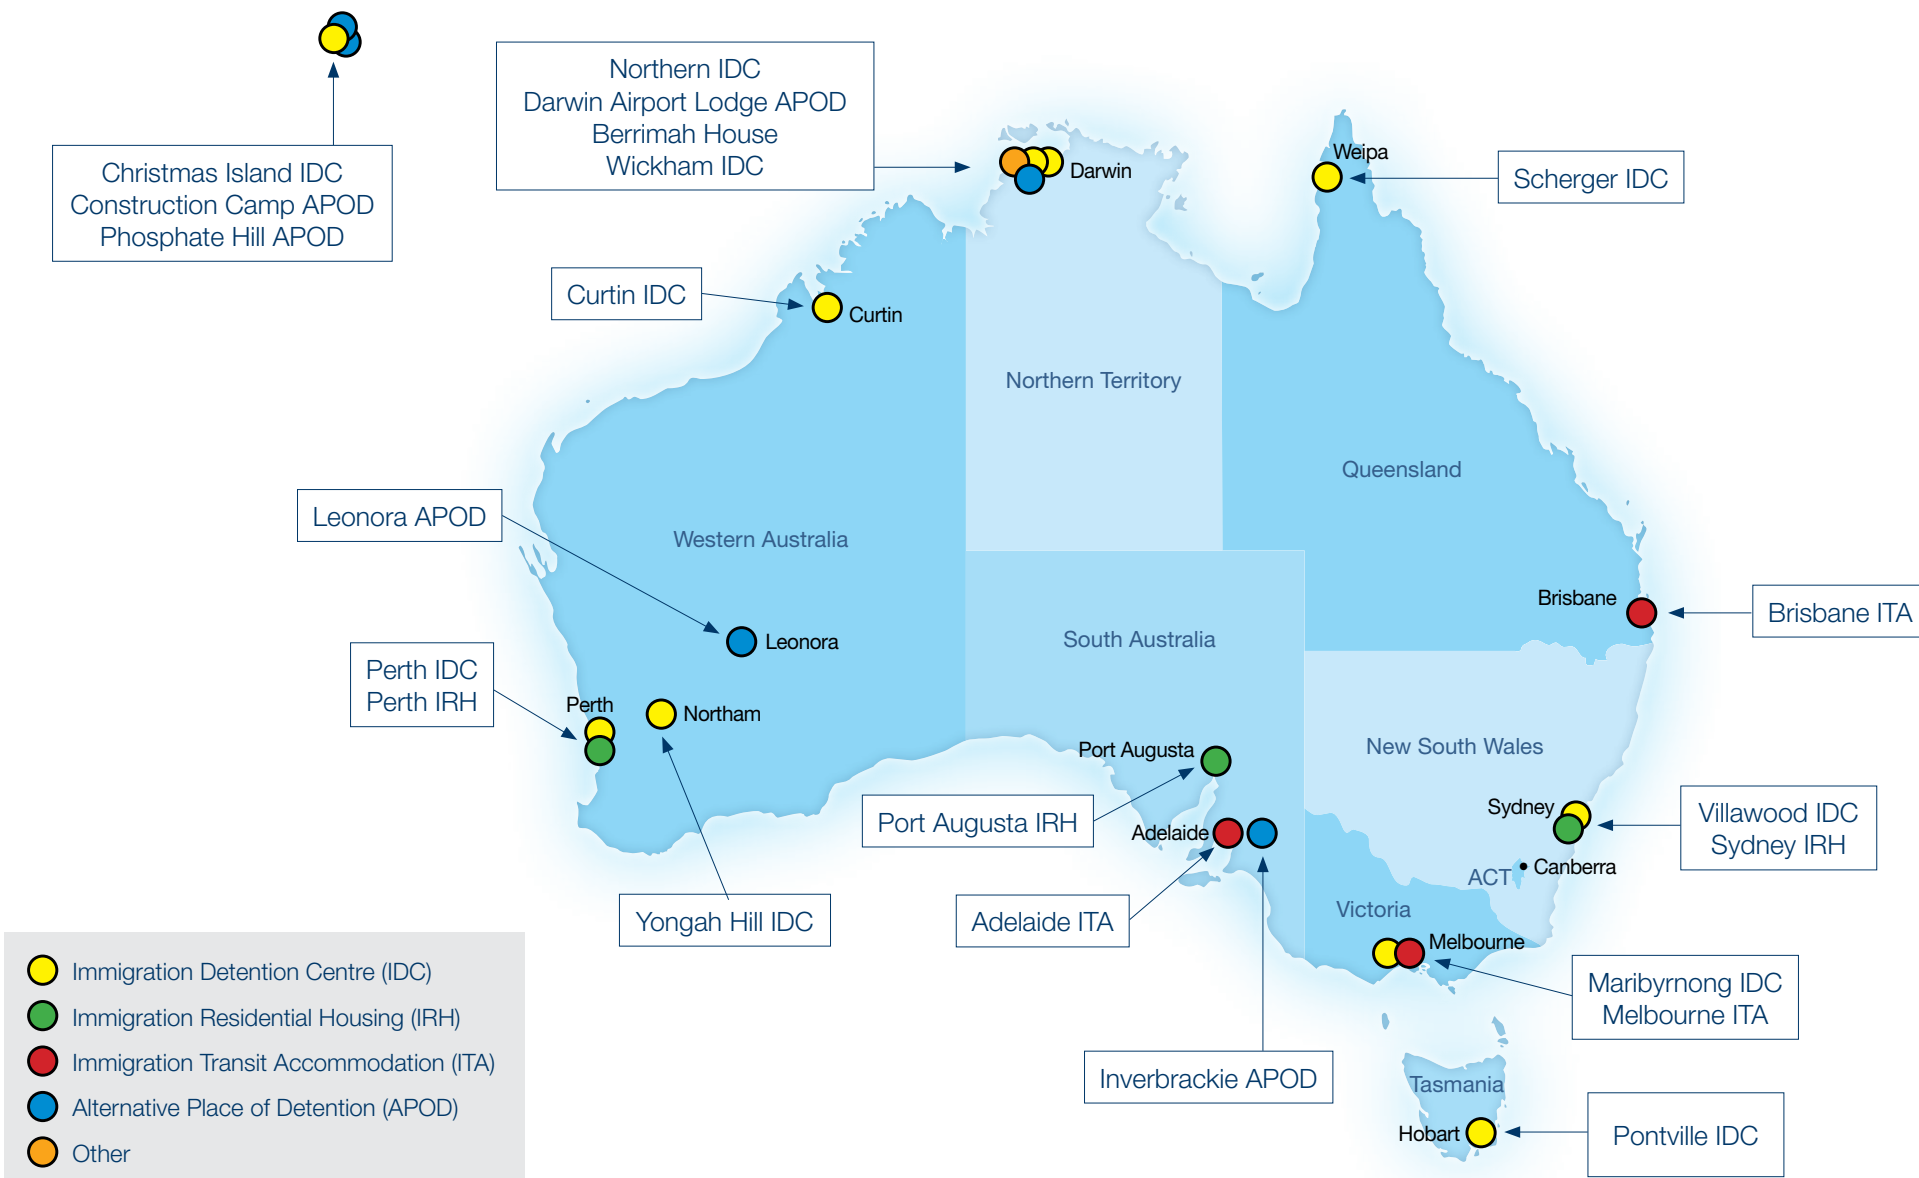 Northern IDC
Darwin Airport Lodge APOD
Berrimah House
Wickham IDC
Christmas Island IDC
Construction Camp APOD
Phosphate Hill APOD
Darwin
Weipa
Scherger IDC
Curtin IDC
Curtin
Northern Territory
Queensland
Leonora APOD
Western Australia
Brisbane
Brisbane ITA
South Australia
Leonora
Perth IDC
Perth IRH
Perth
Northam
Port Augusta
New South Wales
Port Augusta IRH
Adelaide
Sydney
Villawood IDC
Sydney IRH
Canberra
ACT
Yongah Hill IDC
Adelaide ITA
Victoria
Melbourne
Maribyrnong IDC
Melbourne ITA
Inverbrackie APOD
Tasmania
Hobart
Pontville IDC
Immigration Detention Centre (IDC)
Immigration Residential Housing (IRH)
Immigration Transit Accommodation (ITA)
Alternative Place of Detention (APOD)
Other